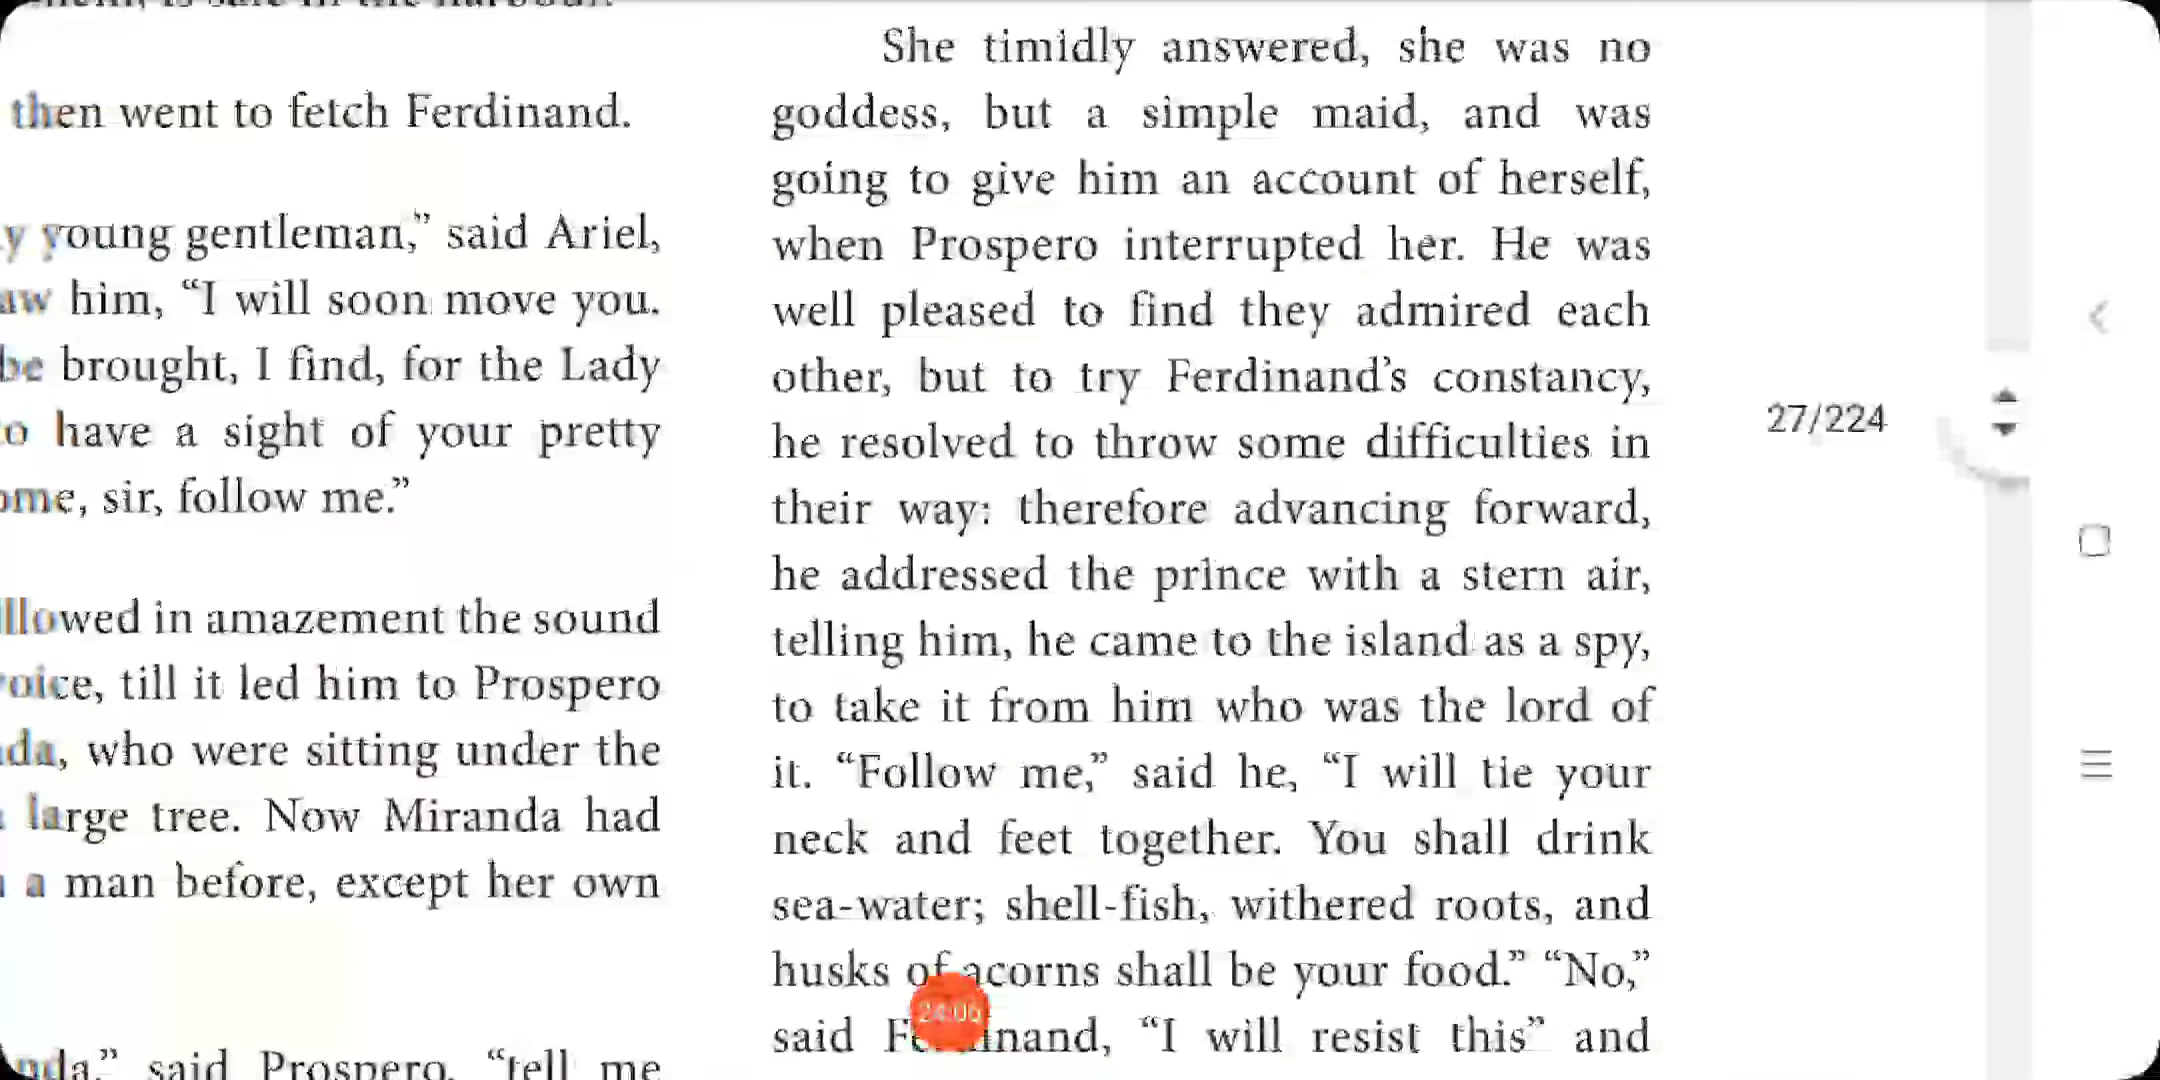 then went to fetch Ferdinand.
young gentleman,” said Ariel,
him, “I will soon move you.
brought, I find, for the Lady
have a sight of your pretty
sir, follow me.”
in amazement the sound
till it led him to Prospero
who were sitting under the
large tree. Now Miranda had
a man before, except her own
said Prospero, “tell me
She timidly answered, she was no
goddess, but a simple maid, and was
going to give him an account of herself,
when Prospero interrupted her. He was
well pleased to find they admired each
other, but to try Ferdinand’s constancy,
he resolved to throw some difficulties in
their way: therefore advancing forward,
he addressed the prince with a stern air,
telling him, he came to the island as a spy,
to take it from him who was the lord of
it. “Follow me,” said he, “I will tie your
neck and feet together. You shall drink
sea-water; shell-fish, withered roots, and
husks of acorns shall be your food.” “No,”
said Ferdinand, “I will resist this” and
27/224
24:06